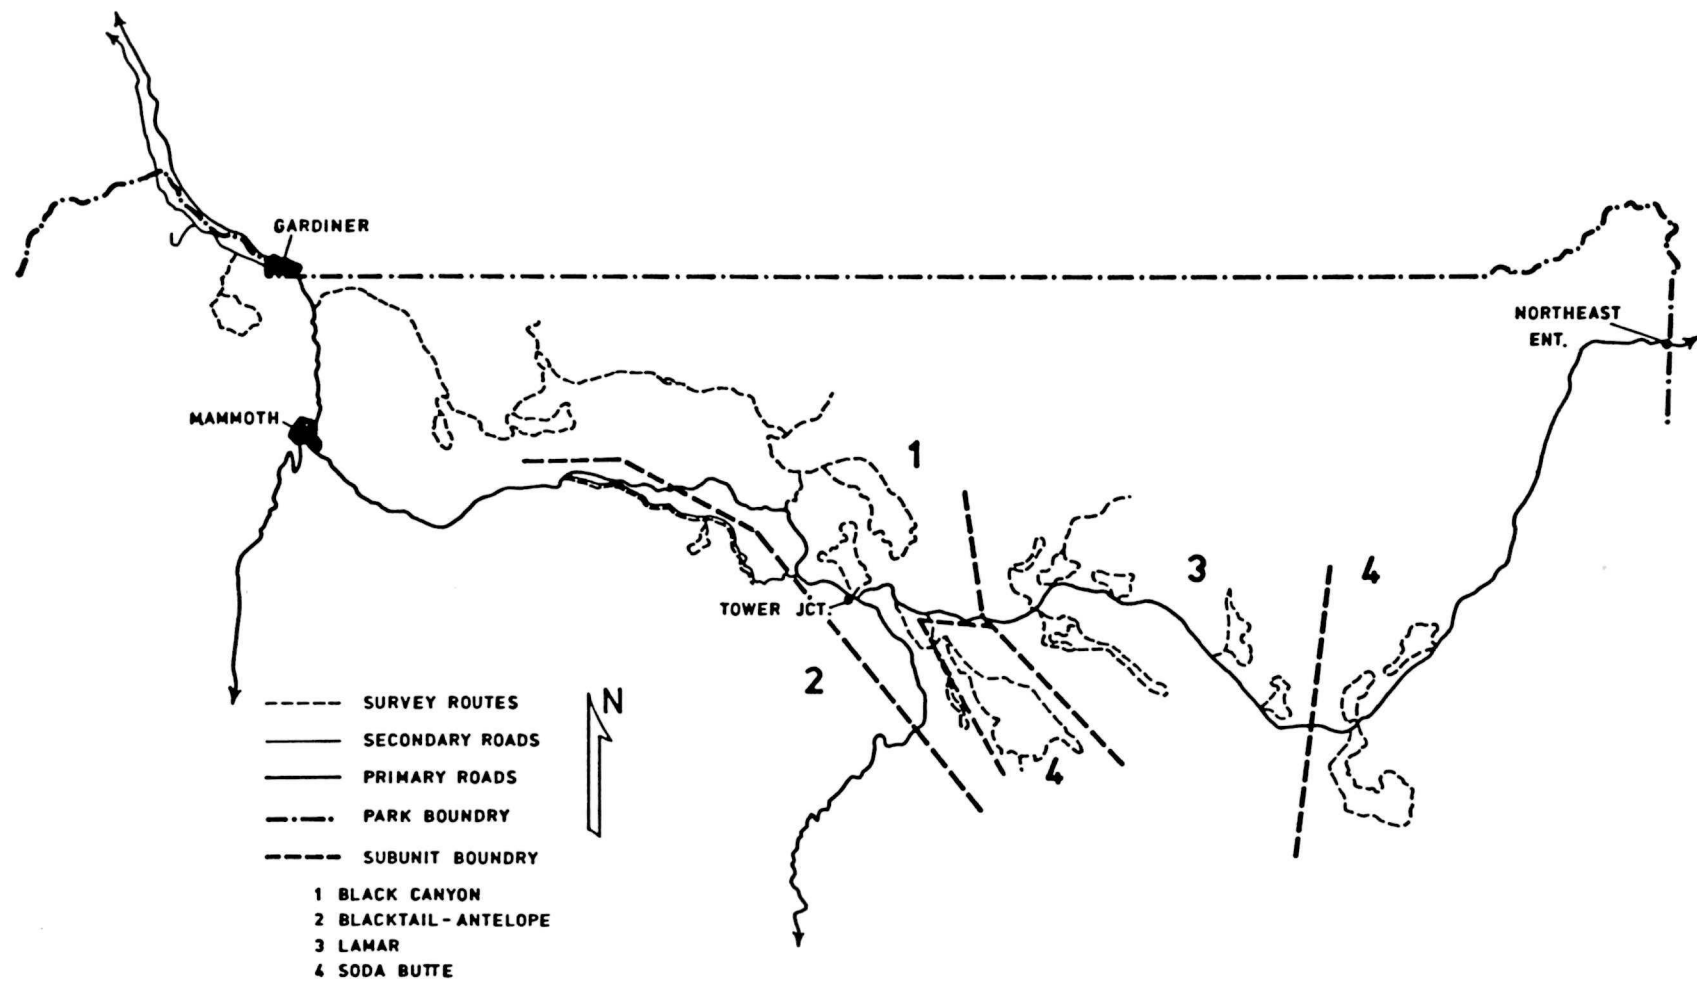 GARDINER
NORTHEAST
ENT.
MAMMOTH
1
3
4
TOWER JCT.
2
4
N
SURVEY ROUTES
SECONDARY ROADS
PRIMARY ROADS
PARK BOUNDRY
SUBUNIT BOUNDRY
1 BLACK CANYON
2 BLACKTAIL-ANTELOPE
3 LAMAR
4 SODA BUTTE